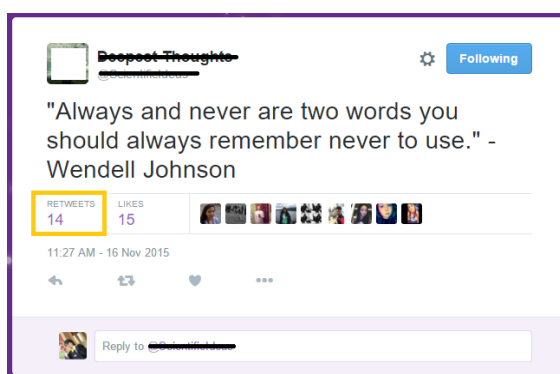 Following
"Always and never are two words you
should always remember never to use." -
Wendell Johnson
RETWEETS LIKES
14 15
11:27 AM - 16 Nov 2015
Reply to